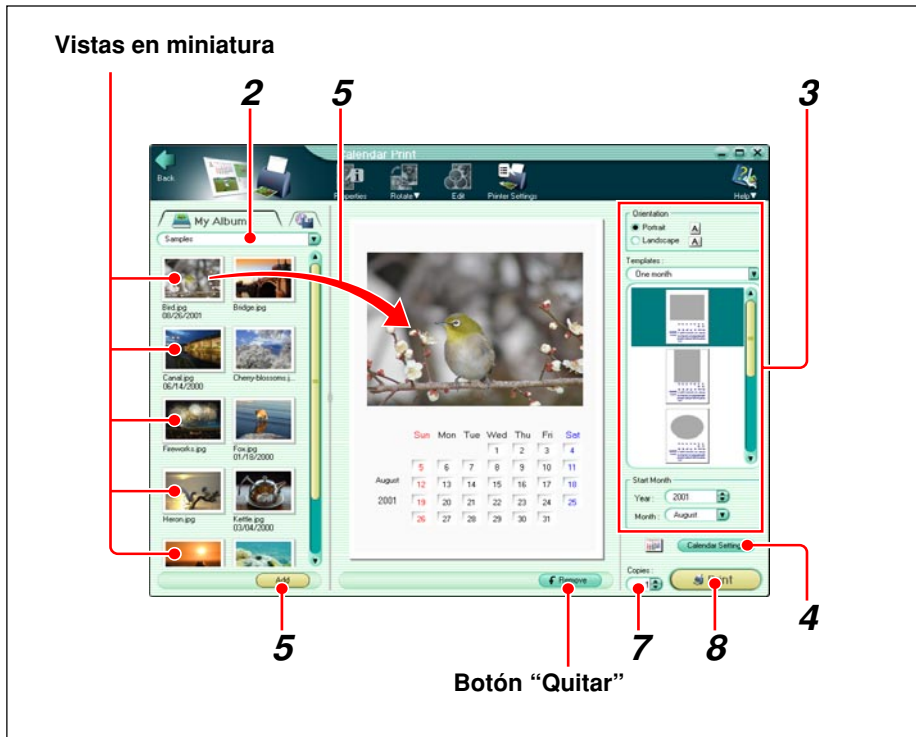 Vistas en miniatura
2
5
3
Calendar Print
Back
Properties
Rotate▼
Edit
Printer Settings
Help▼
My Album
Samples
Bird.jpg
08/26/2001
Bridge.jpg
Canal.jpg
06/14/2000
Cherry-blossoms.j...
Fireworks.jpg
Fox.jpg
01/18/2000
Heron.jpg
Kettle.jpg
03/04/2000
Add
Sun Mon Tue Wed Thu Fri Sat
1 2 3 4
5 6 7 8 9 10 11
August 12 13 14 15 16 17 18
2001 19 20 21 22 23 24 25
26 27 28 29 30 31
Remove
Orientation
Portrait A
Landscape A
Templates :
One month
Start Month
Year : 2001
Month : August
Calendar Setting
Copies :
1
Print
5
7
8
4
Botón “Quitar”